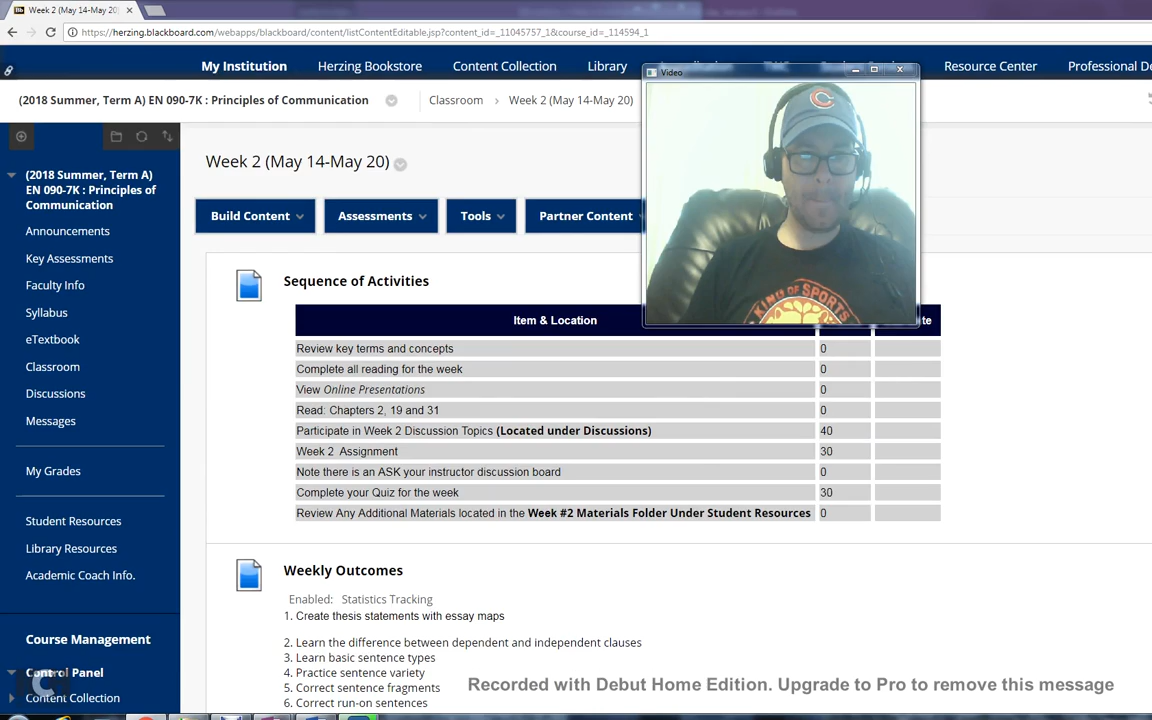 Week 2 (May 14-May 20)
https://herzing.blackboard.com/webapps/blackboard/content/listContentEditable.jsp?content_id=_11045757_1&course_id=_114594_1
My Institution Herzing Bookstore Content Collection Library Resource Center Professional De
Video
(2018 Summer, Term A) EN 090-7K : Principles of Communication Classroom Week 2 (May 14-May 20)
Week 2 (May 14-May 20)
(2018 Summer, Term A)
EN 090-7K : Principles of
Communication
Announcements
Key Assessments
Faculty Info
Syllabus
eTextbook
Classroom
Discussions
Messages
My Grades
Student Resources
Library Resources
Academic Coach Info.
Course Management
Control Panel
Content Collection
Build Content Assessments Tools Partner Content
Sequence of Activities
Item & Location te
Review key terms and concepts 0
Complete all reading for the week 0
View Online Presentations 0
Read: Chapters 2, 19 and 31 0
Participate in Week 2 Discussion Topics (Located under Discussions) 40
Week 2 Assignment 30
Note there is an ASK your instructor discussion board 0
Complete your Quiz for the week 30
Review Any Additional Materials located in the Week #2 Materials Folder Under Student Resources 0
Weekly Outcomes
Enabled: Statistics Tracking
1. Create thesis statements with essay maps
2. Learn the difference between dependent and independent clauses
3. Learn basic sentence types
4. Practice sentence variety
5. Correct sentence fragments
6. Correct run-on sentences
KIND OF SPORTS
Recorded with Debut Home Edition. Upgrade to Pro to remove this message